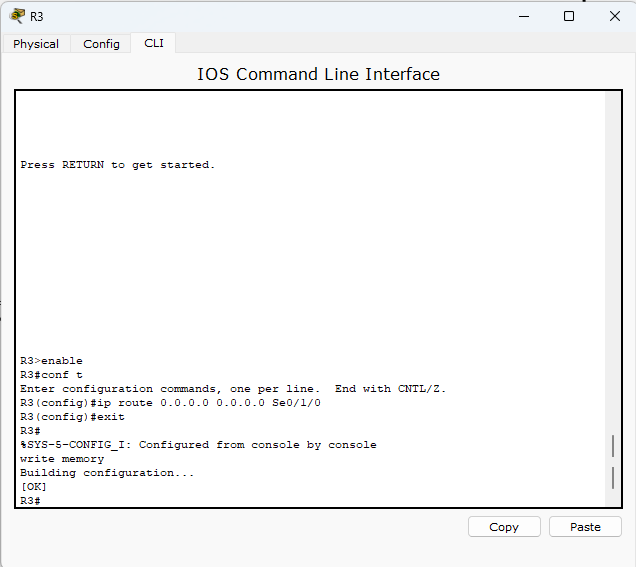 R3
Physical Config CLI
IOS Command Line Interface
Press RETURN to get started.
R3>enable
R3#conf t
Enter configuration commands, one per line.  End with CNTL/Z.
R3(config)#ip route 0.0.0.0 0.0.0.0 Se0/1/0
R3(config)#exit
R3#
%SYS-5-CONFIG_I: Configured from console by console
write memory
Building configuration...
[OK]
R3#
Copy Paste